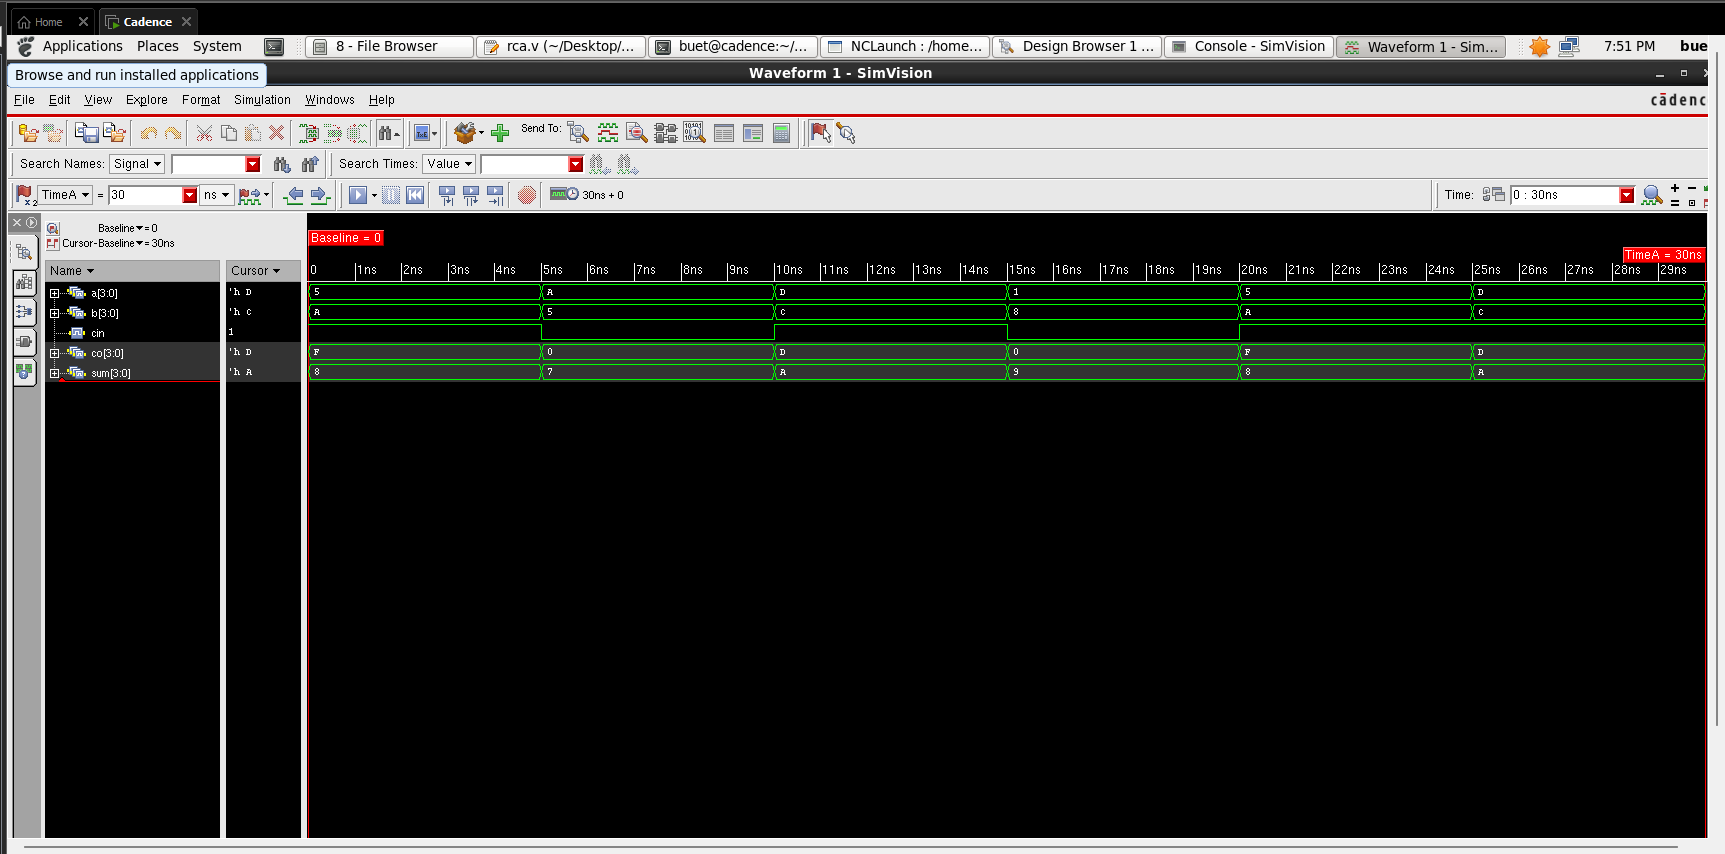 Home
Cadence
Applications Places System
8 - File Browser
rca.v (~/Desktop/...
buet@cadence:~/...
NCLaunch : /home...
Design Browser 1 ...
Console - SimVision
Waveform 1 - Sim...
7:51 PM
bue
Browse and run installed applications
Waveform 1 - SimVision
File Edit View Explore Format Simulation Windows Help
cādenc
Send To:
Search Names: Signal
Search Times: Value
x2 TimeA = 30 ns
30ns + 0
Time: 0 : 30ns
Baseline = 0
Cursor-Baseline = 30ns
Baseline = 0
TimeA = 30ns
Name Cursor
0 1ns 2ns 3ns 4ns 5ns 6ns 7ns 8ns 9ns 10ns 11ns 12ns 13ns 14ns 15ns 16ns 17ns 18ns 19ns 20ns 21ns 22ns 23ns 24ns 25ns 26ns 27ns 28ns 29ns
a[3:0] 'h D 5 A D 1 5 D
b[3:0] 'h C A 5 C 8 A C
cin 1
co[3:0] 'h D F 0 D 0 F D
sum[3:0] 'h A 8 7 A 9 8 A